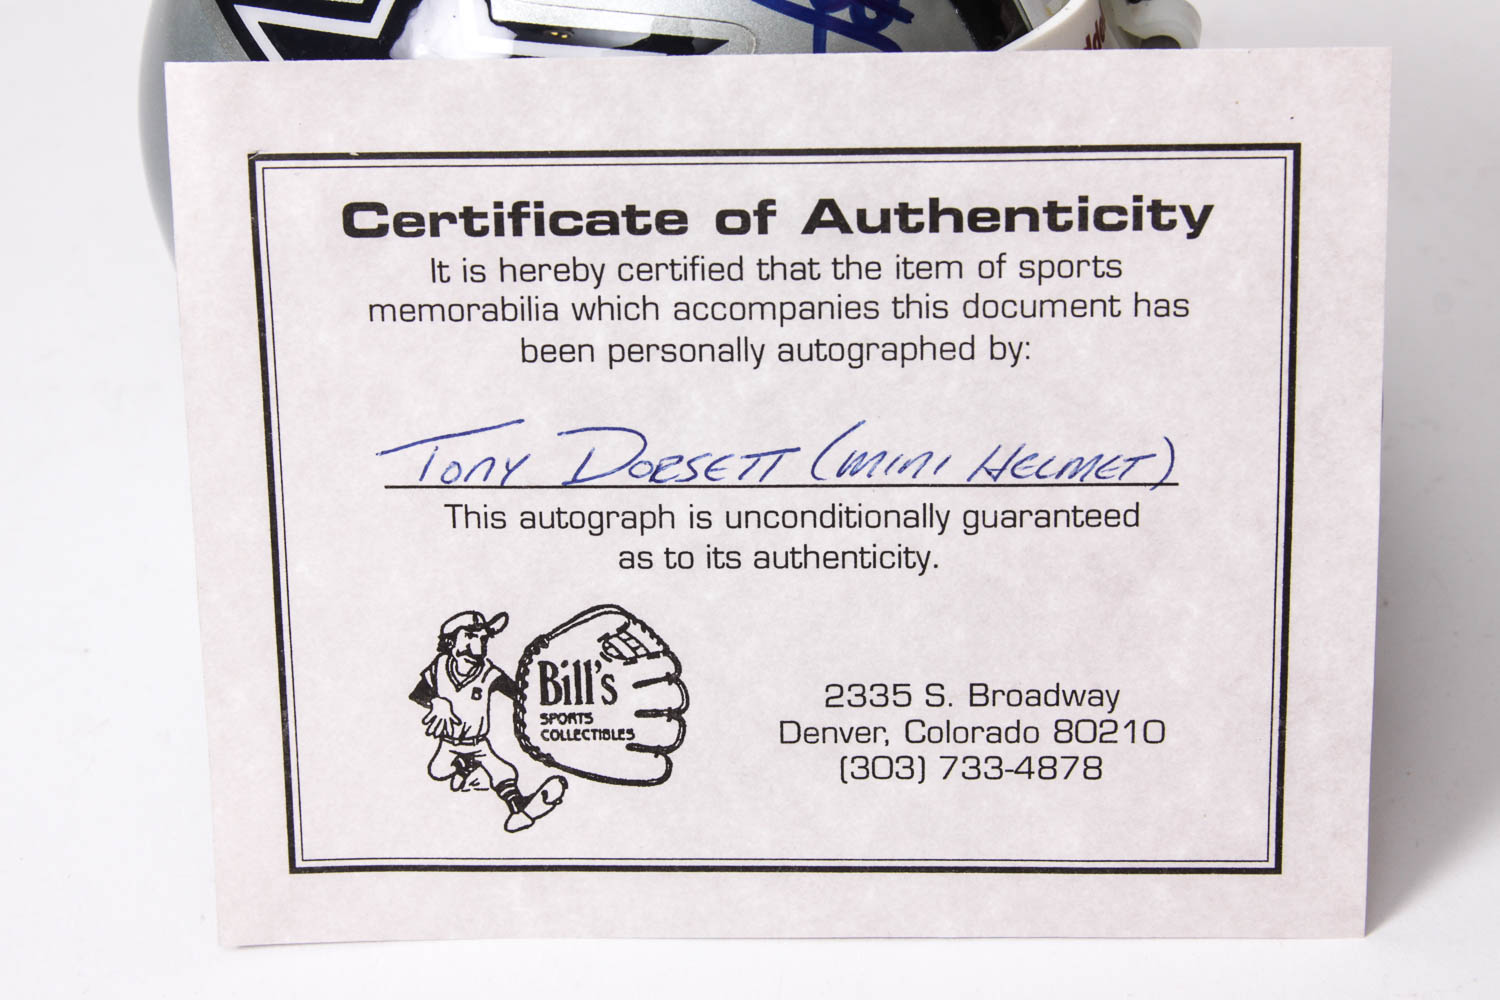 Certificate of Authenticity
It is hereby certified that the item of sports
memorabilia which accompanies this document has
been personally autographed by:
TONY DORSETT (MINI HELMET)
This autograph is unconditionally guaranteed
as to its authenticity.
B
Bill's
SPORTS
COLLECTIBLES
2335 S. Broadway
Denver, Colorado 80210
(303) 733-4878